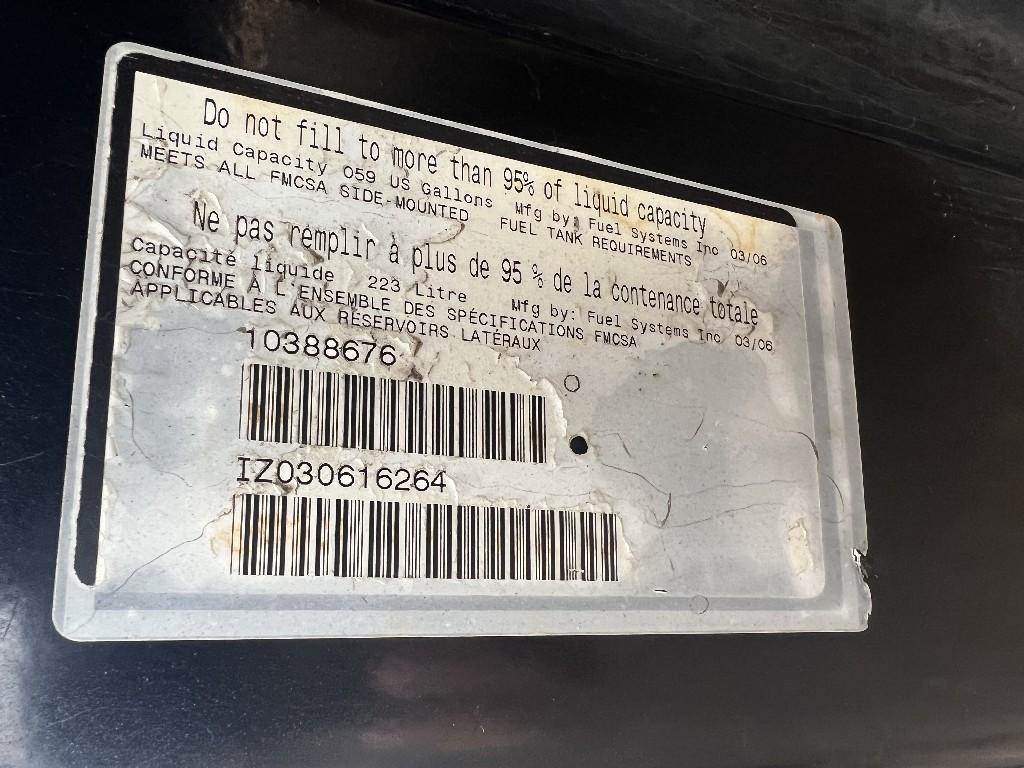 Do not fill to more than 95% of liquid capacity
Liquid Capacity 059 US Gallons Mfg by: Fuel Systems Inc 03/06
MEETS ALL FMCSA SIDE-MOUNTED FUEL TANK REQUIREMENTS
Ne pas remplir à plus de 95 % de la contenance totale
Capacité liquide 223 Litre Mfg by: Fuel Systems Inc 03/06
CONFORME À L'ENSEMBLE DES SPÉCIFICATIONS FMCSA
APPLICABLES AUX RÉSERVOIRS LATÉRAUX
10388676
IZ030616264